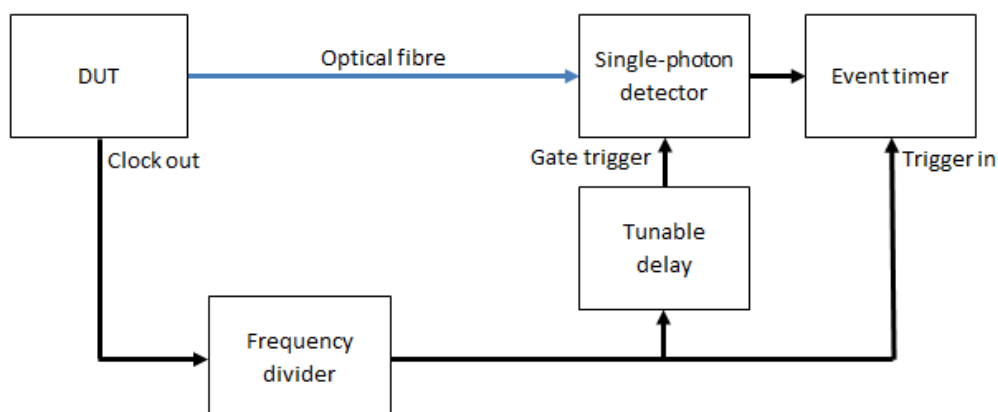 DUT
Optical fibre
Single-photon
detector
Event timer
Clock out
Gate trigger
Trigger in
Tunable
delay
Frequency
divider